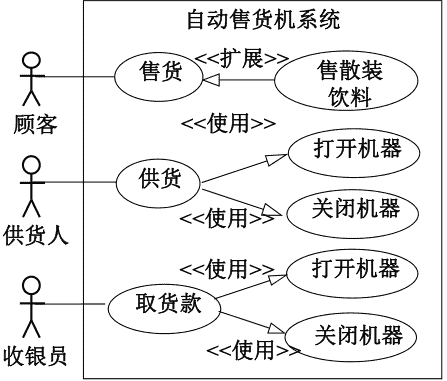 自动售货机系统
<<扩展>>
售货
售散装
饮料
顾客
<<使用>>
打开机器
供货
供货人
<<使用>>
关闭机器
<<使用>>
打开机器
取货款
收银员
<<使用>>
关闭机器